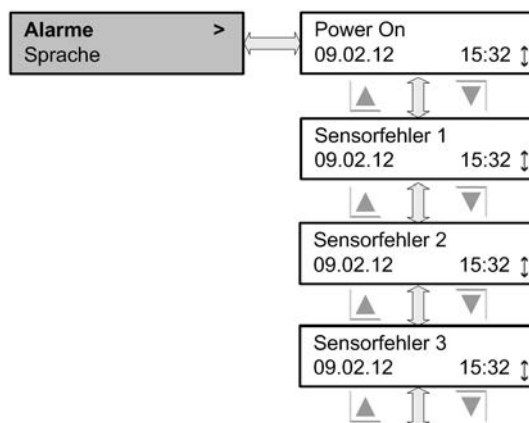 Alarme >
Sprache
Power On
09.02.12 15:32 ↕
Sensorfehler 1
09.02.12 15:32 ↕
Sensorfehler 2
09.02.12 15:32 ↕
Sensorfehler 3
09.02.12 15:32 ↕